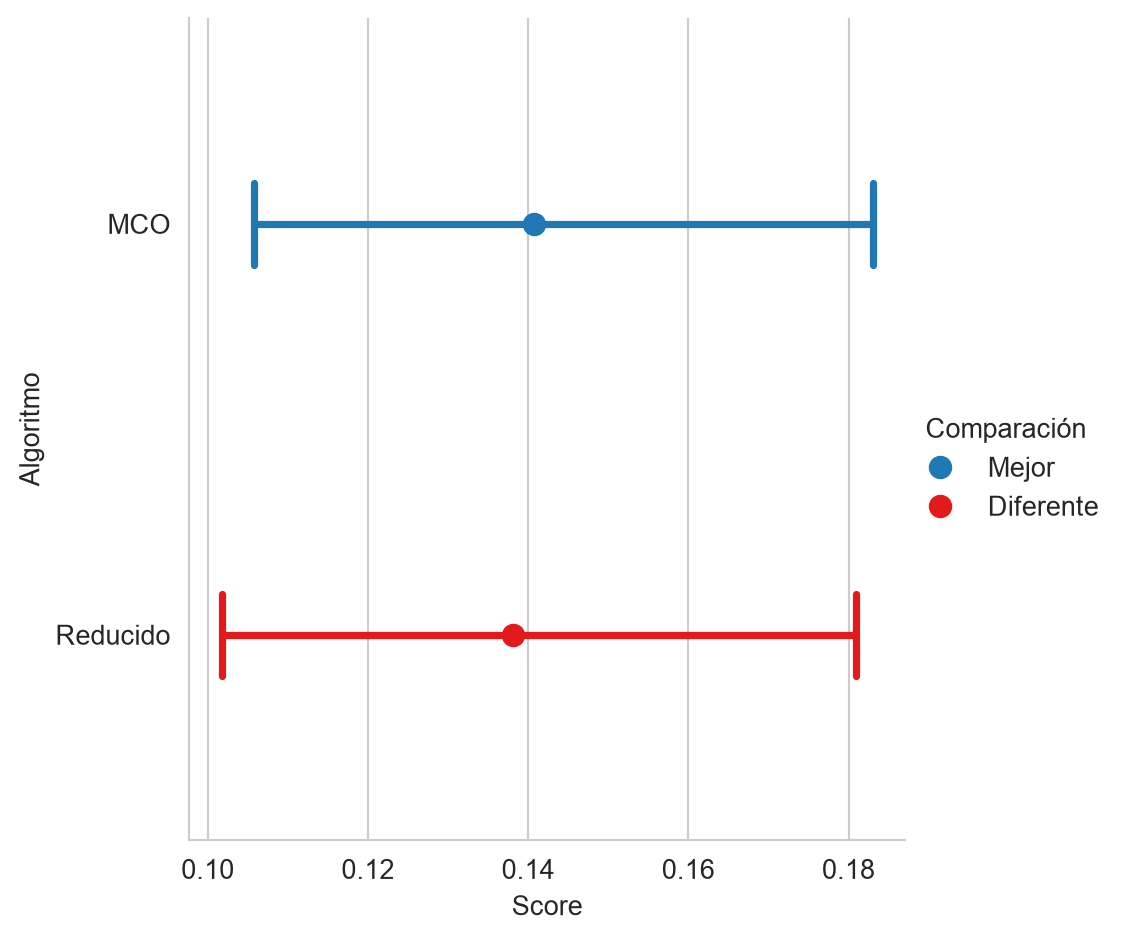 MCO
Algoritmo
Reducido
0.10 0.12 0.14 0.16 0.18
Score
Comparación
Mejor
Diferente